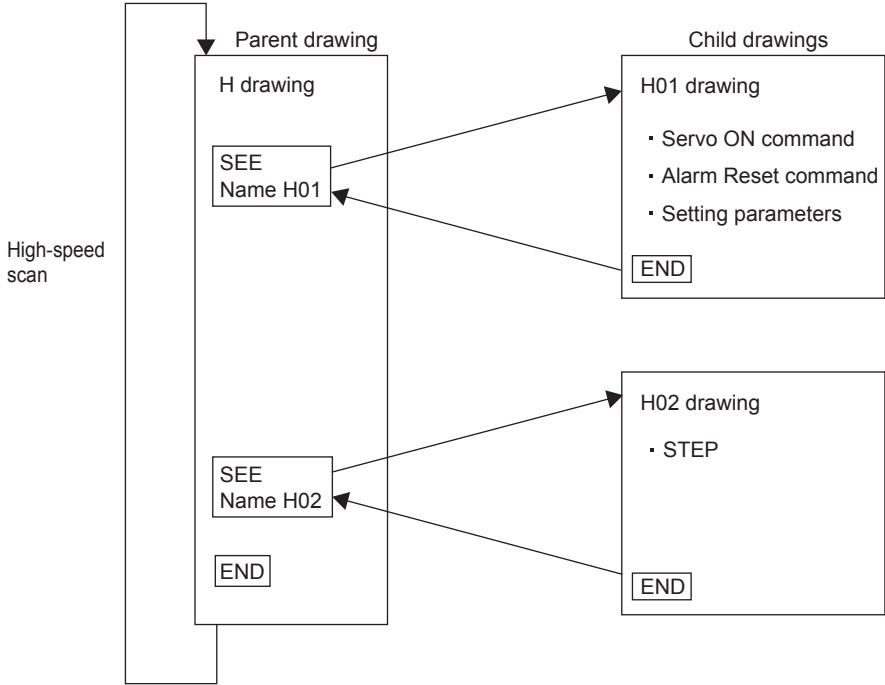 Parent drawing
Child drawings
High-speed
scan
H drawing
SEE
Name H01
SEE
Name H02
END
H01 drawing
・Servo ON command
・Alarm Reset command
・Setting parameters
END
H02 drawing
・STEP
END